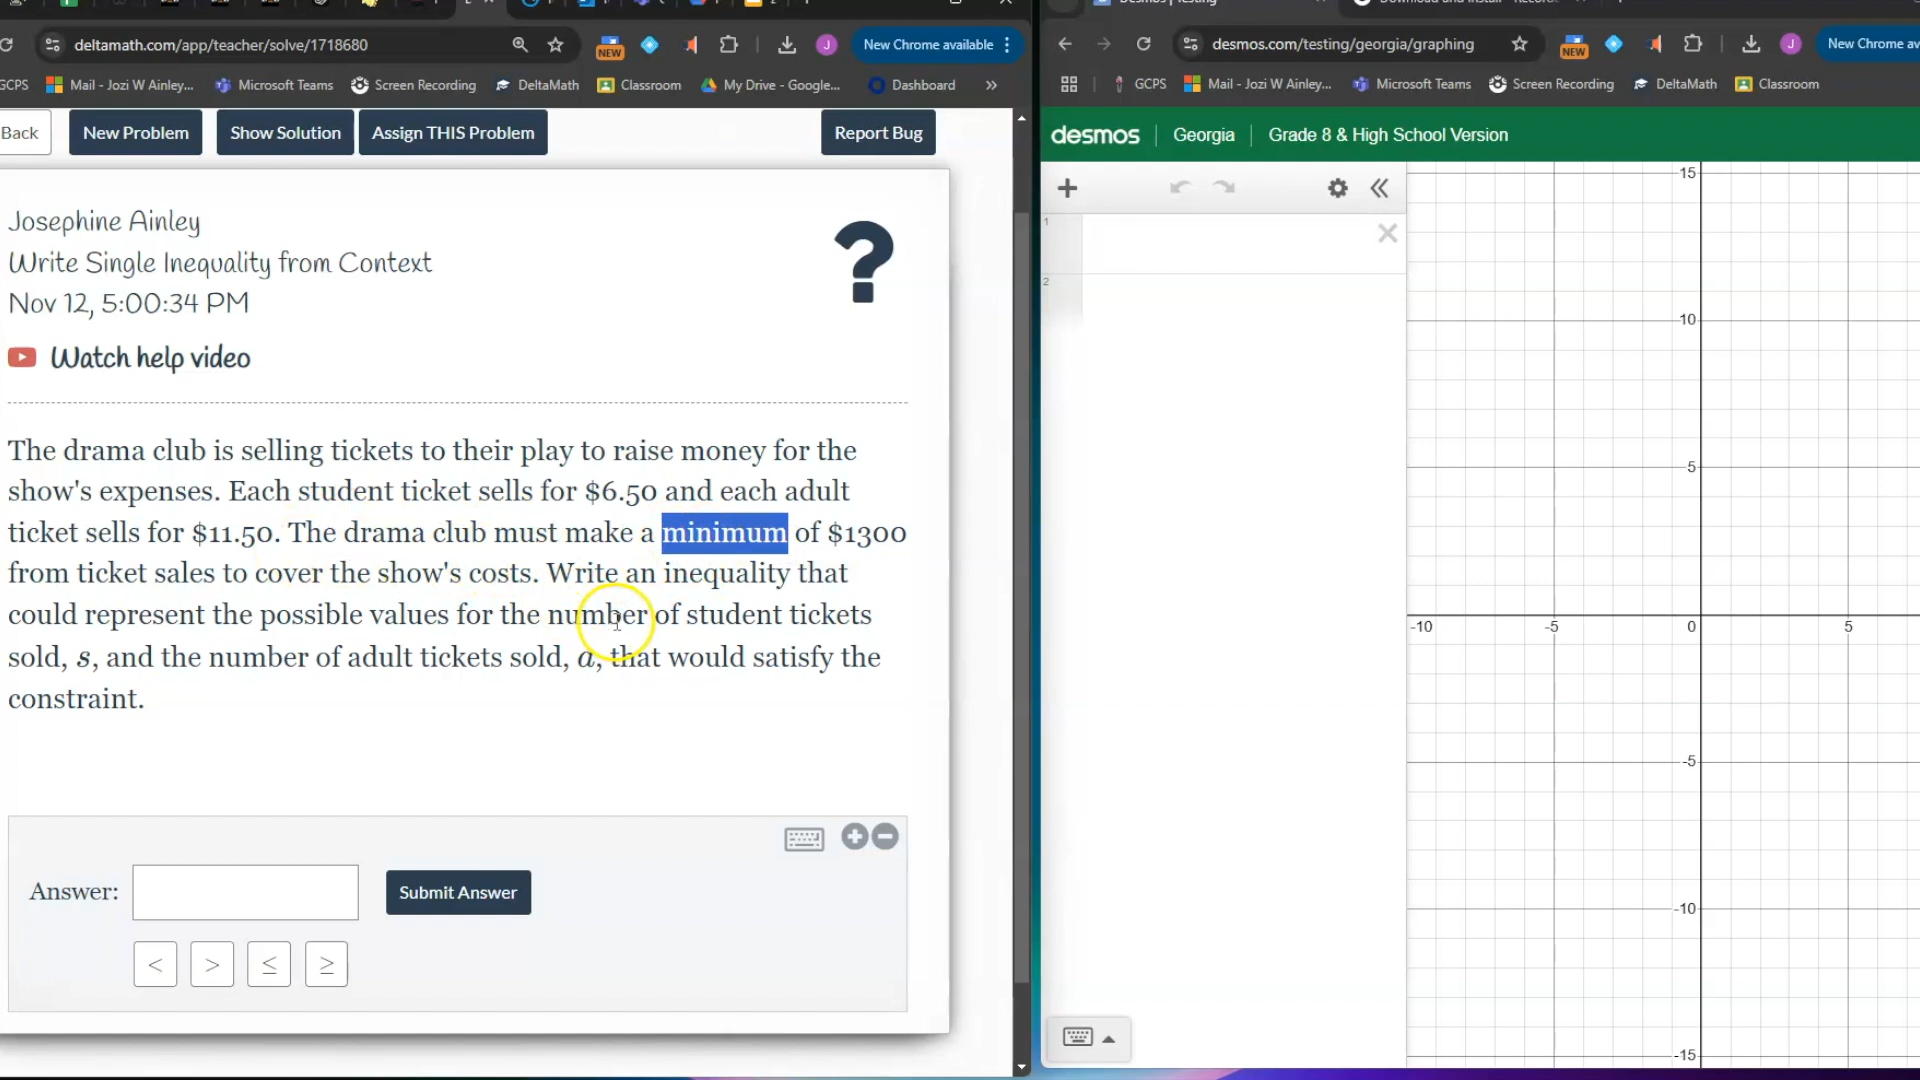 deltamath.com/app/teacher/solve/1718680
NEW
J
New Chrome available
GCPS
Mail - Jozi W Ainley...
Microsoft Teams
Screen Recording
DeltaMath
Classroom
My Drive - Google...
Dashboard
»
Back
New Problem
Show Solution
Assign THIS Problem
Report Bug
Josephine Ainley
Write Single Inequality from Context
Nov 12, 5:00:34 PM
?
Watch help video
The drama club is selling tickets to their play to raise money for the
show's expenses. Each student ticket sells for $6.50 and each adult
ticket sells for $11.50. The drama club must make a minimum of $1300
from ticket sales to cover the show's costs. Write an inequality that
could represent the possible values for the number of student tickets
sold, s, and the number of adult tickets sold, a, that would satisfy the
constraint.
Answer:
Submit Answer
< > ≤ ≥
Desmos | Testing
desmos.com/testing/georgia/graphing
NEW
J
New Chrome av
GCPS
Mail - Jozi W Ainley...
Microsoft Teams
Screen Recording
DeltaMath
Classroom
desmos
Georgia
Grade 8 & High School Version
1
2
15
10
5
-10 -5 0 5
-5
-10
-15